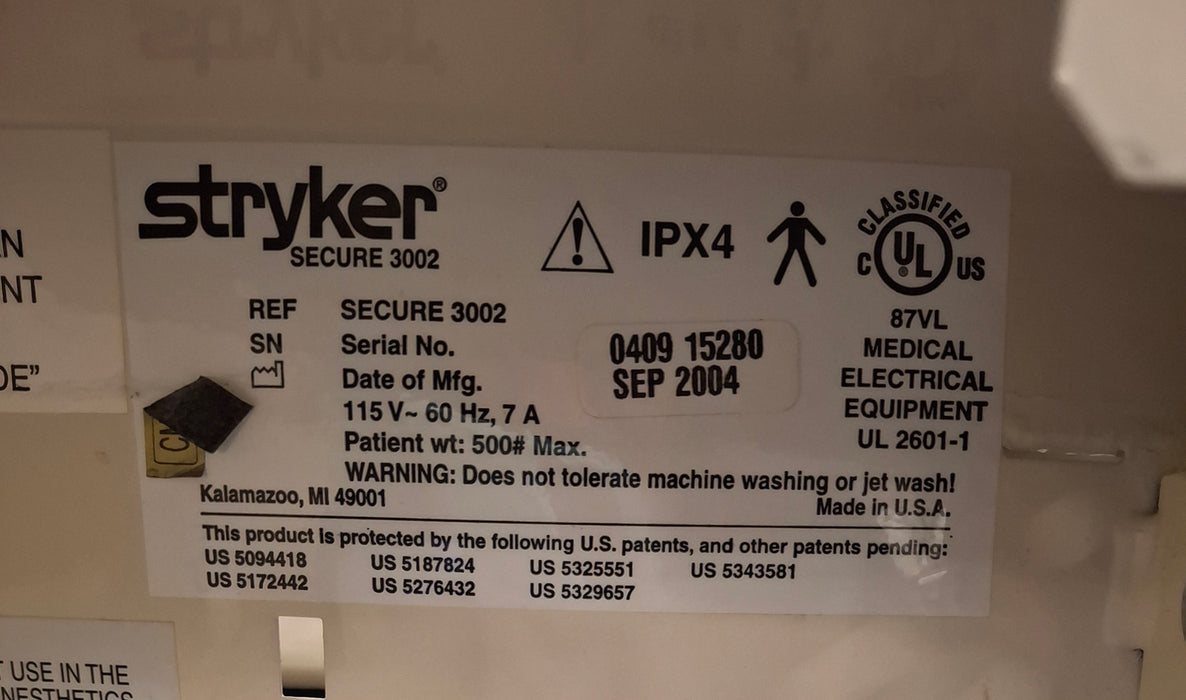 stryker®
SECURE 3002
IPX4
CLASSIFIED
C UL US
REF SECURE 3002
SN Serial No. 0409 15280
Date of Mfg. SEP 2004
115 V~ 60 Hz, 7 A
Patient wt: 500# Max.
WARNING: Does not tolerate machine washing or jet wash!
87VL
MEDICAL
ELECTRICAL
EQUIPMENT
UL 2601-1
Kalamazoo, MI 49001
Made in U.S.A.
This product is protected by the following U.S. patents, and other patents pending:
US 5094418 US 5187824 US 5325551 US 5343581
US 5172442 US 5276432 US 5329657
NT
USE IN THE